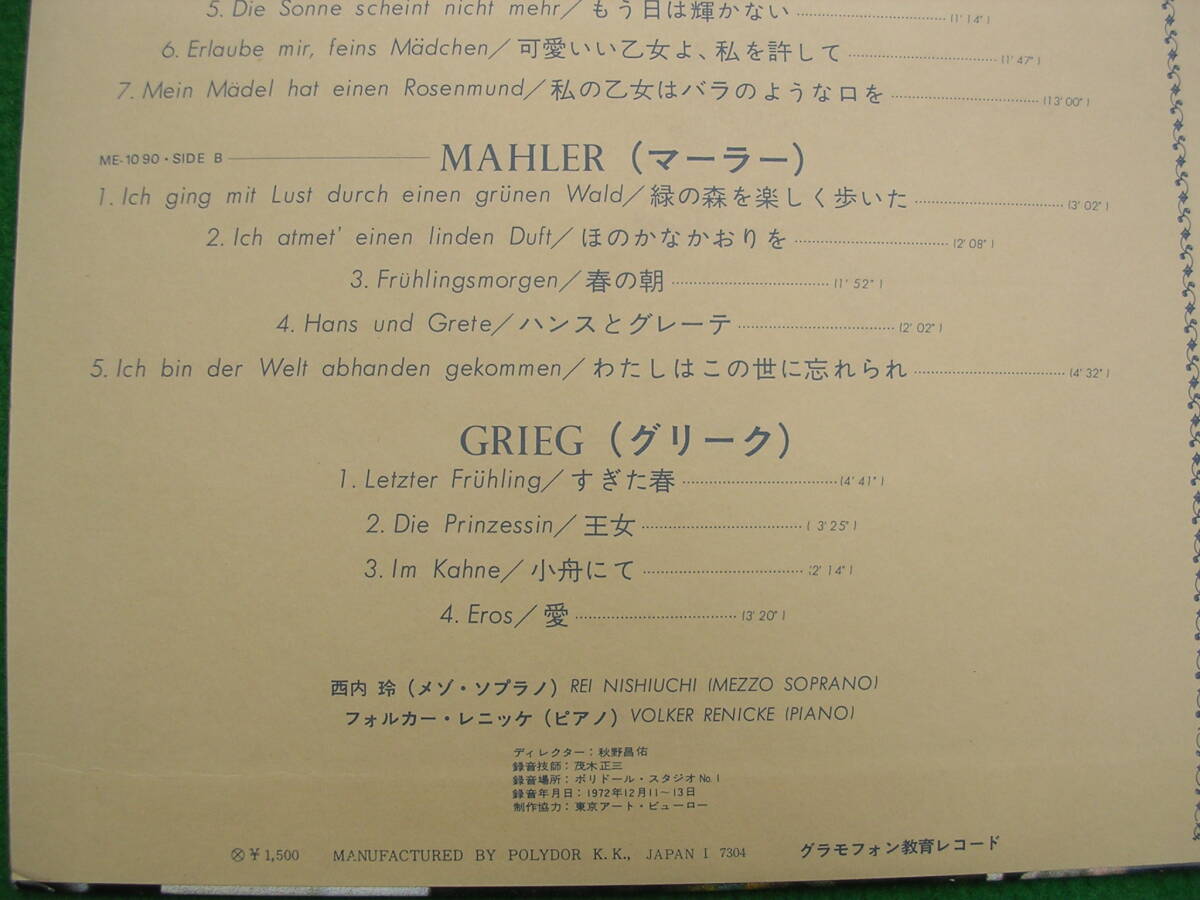 5. Die Sonne scheint nicht mehr／もう日は輝かない (1'14")
6. Erlaube mir, feins Mädchen／可愛いい乙女よ、私を許して (1'47")
7. Mein Mädel hat einen Rosenmund／私の乙女はバラのような口を (13'00")
ME-1090・SIDE B MAHLER（マーラー）
1. Ich ging mit Lust durch einen grünen Wald／緑の森を楽しく歩いた (3'02")
2. Ich atmet' einen linden Duft／ほのかなかおりを (2'08")
3. Frühlingsmorgen／春の朝 (1'52")
4. Hans und Grete／ハンスとグレーテ (2'02")
5. Ich bin der Welt abhanden gekommen／わたしはこの世に忘れられ (4'32")
GRIEG（グリーク）
1. Letzter Frühling／すぎた春 (4'41")
2. Die Prinzessin／王女 (3'25")
3. Im Kahne／小舟にて (2'14")
4. Eros／愛 (3'20")
西内 玲（メゾ・ソプラノ）REI NISHIUCHI (MEZZO SOPRANO)
フォルカー・レニッケ（ピアノ）VOLKER RENICKE (PIANO)
ディレクター：秋野昌佑
録音技師：茂木正三
録音場所：ポリドール・スタジオNo.1
録音年月日：1972年12月11～13日
制作協力：東京アート・ビューロー
Ⓧ￥1,500 MANUFACTURED BY POLYDOR K.K., JAPAN I 7304 グラモフォン教育レコード